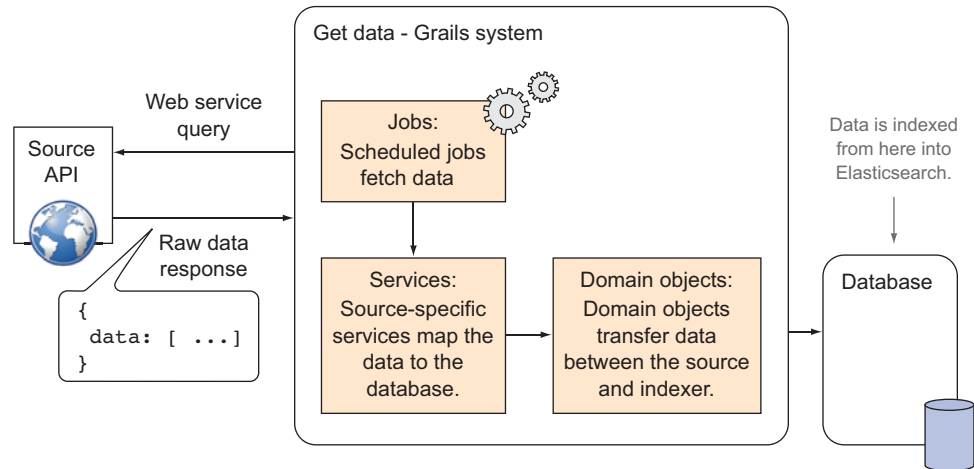 Get data - Grails system
Web service
query
Source
API
Jobs:
Scheduled jobs
fetch data
Data is indexed
from here into
Elasticsearch.
Raw data
response
{
data: [ ...]
}
Services:
Source-specific
services map the
data to the
database.
Domain objects:
Domain objects
transfer data
between the source
and indexer.
Database